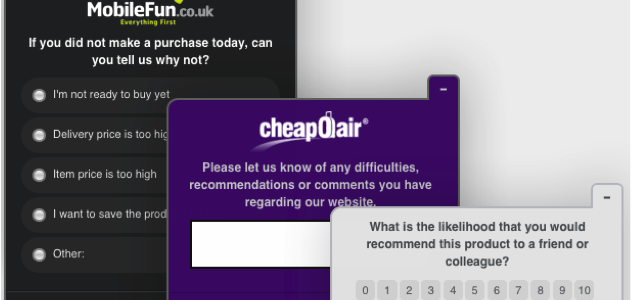 MobileFun.co.uk
Everything First
If you did not make a purchase today, can
you tell us why not?
I'm not ready to buy yet
Delivery price is too hig
Item price is too high
I want to save the prod
Other:
–
cheapOair®
Please let us know of any difficulties,
recommendations or comments you have
regarding our website.
–
What is the likelihood that you would
recommend this product to a friend or
colleague?
0 1 2 3 4 5 6 7 8 9 10